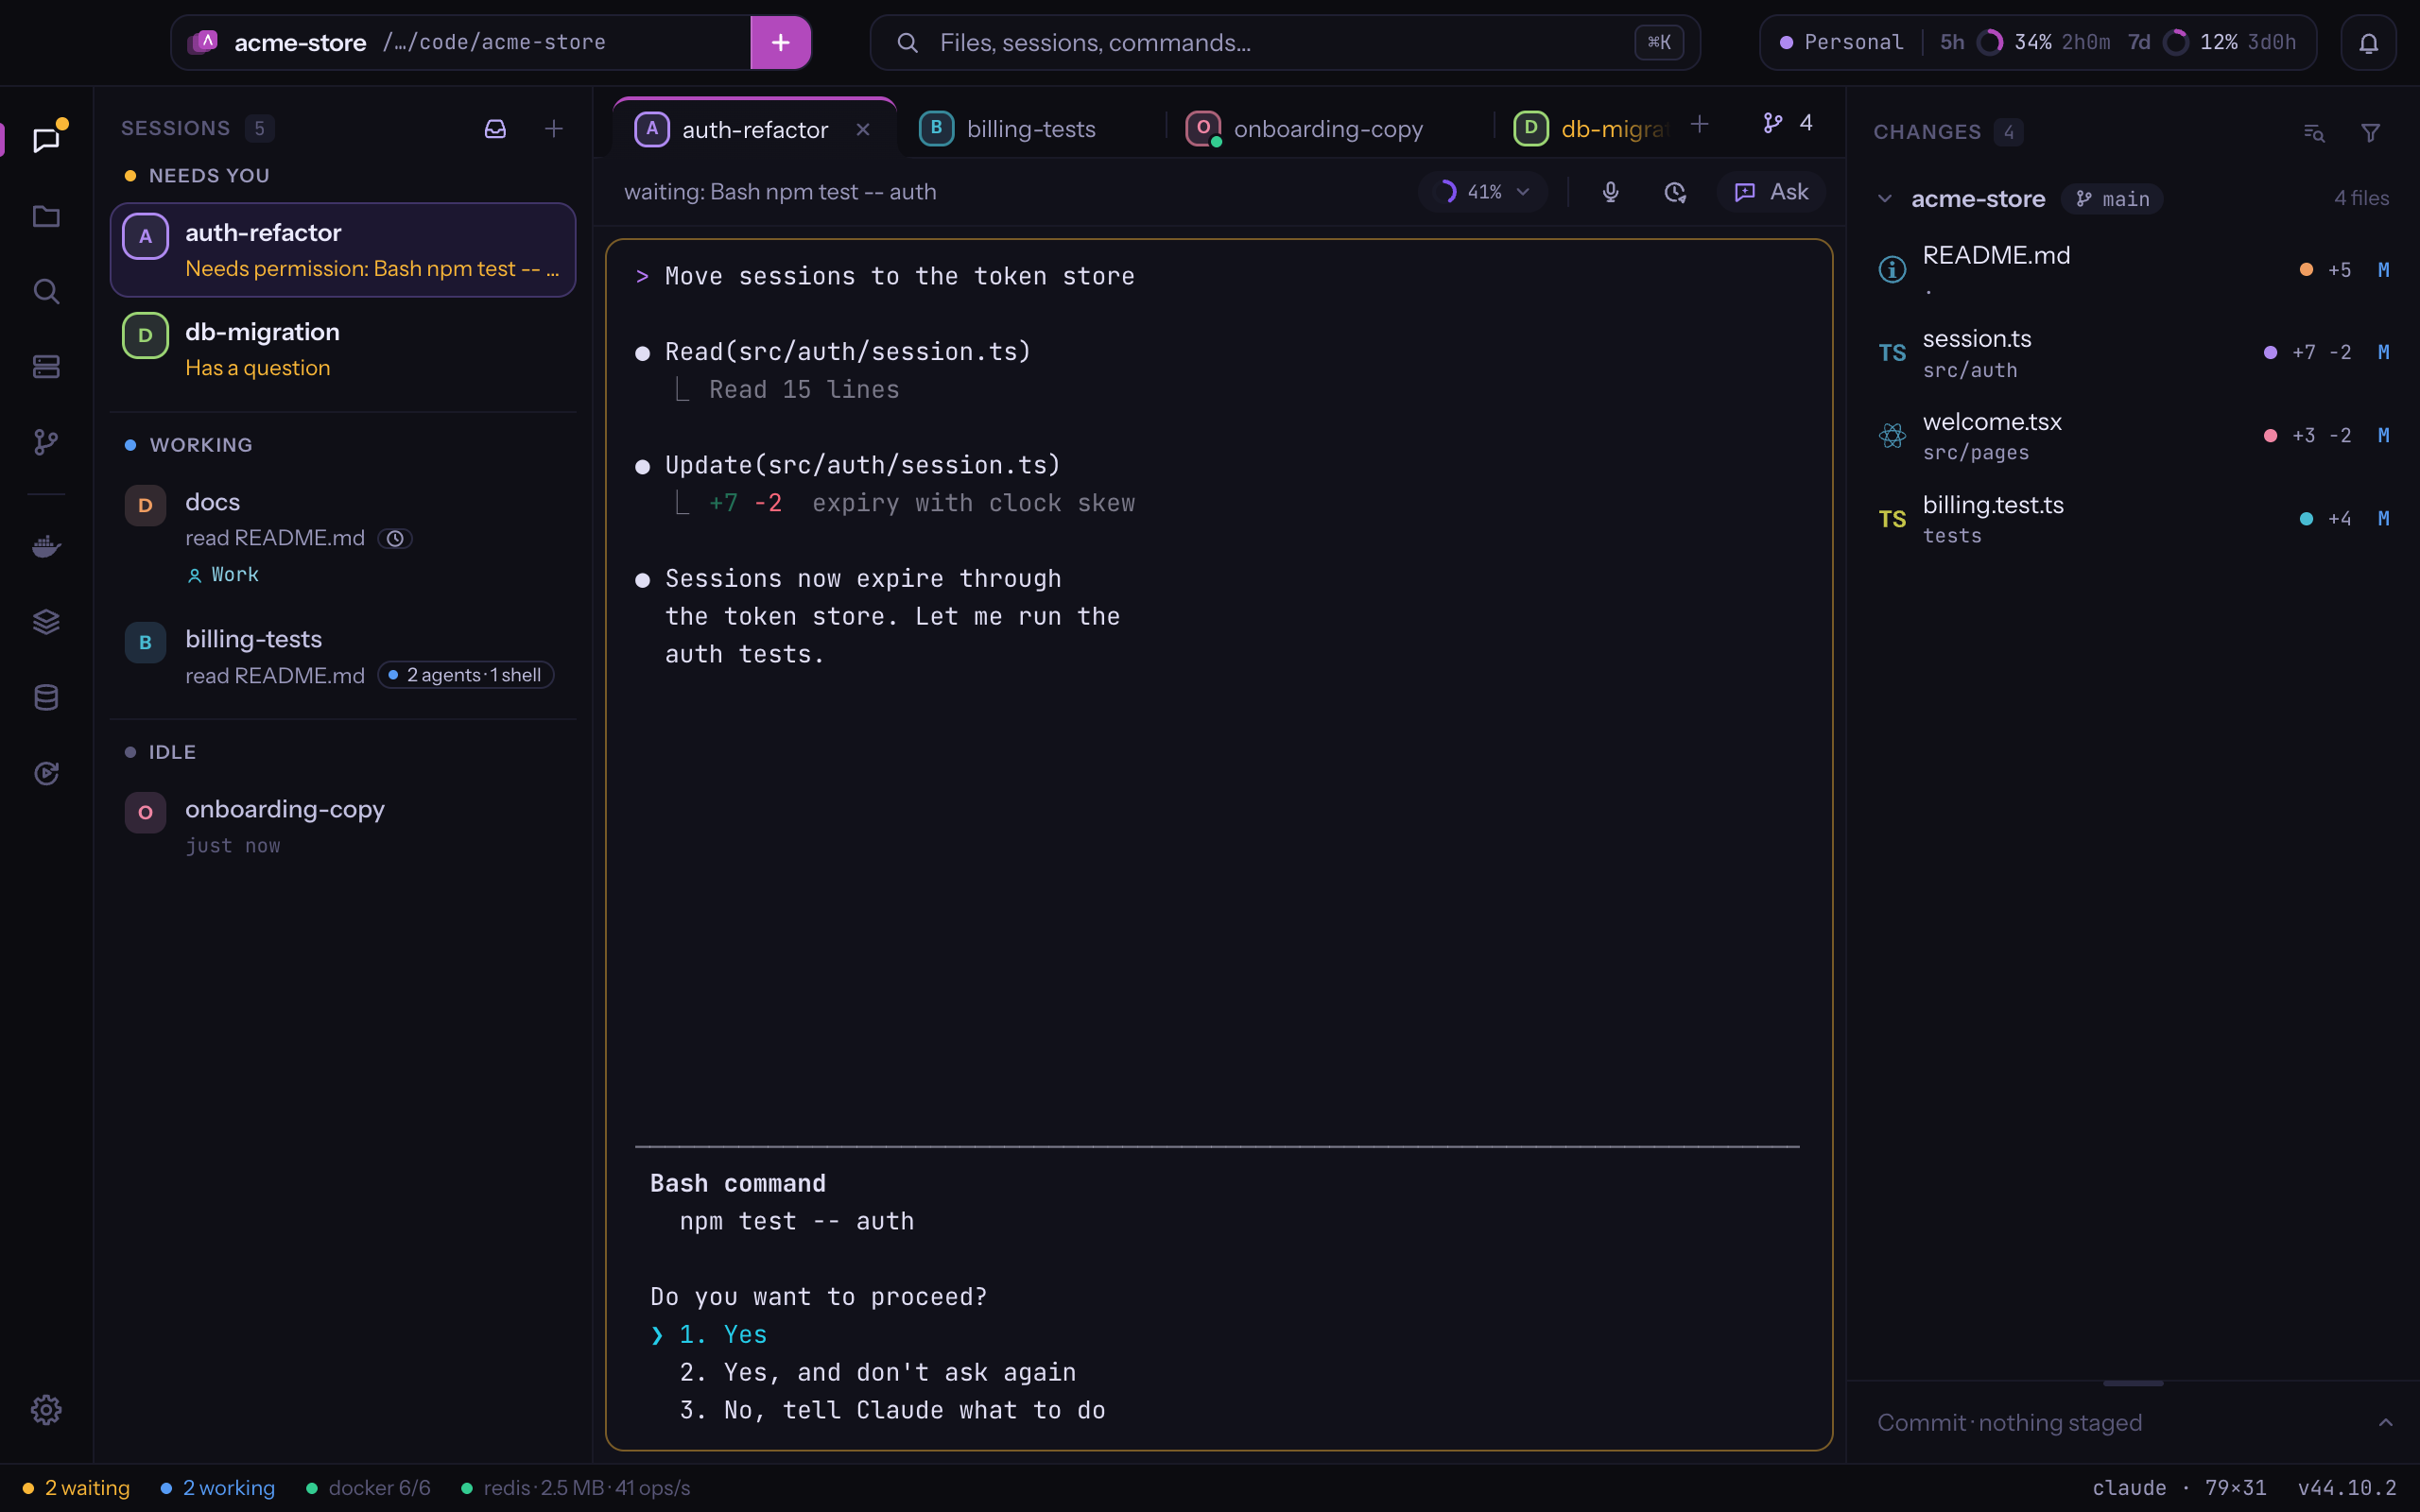 acme-store /…/code/acme-store
Files, sessions, commands...
⌘K
Personal 5h 34% 2h0m 7d 12% 3d0h
SESSIONS 5
NEEDS YOU
A auth-refactor
Needs permission: Bash npm test -- ...
D db-migration
Has a question
WORKING
D docs
read README.md
Work
B billing-tests
read README.md 2 agents · 1 shell
IDLE
O onboarding-copy
just now
A auth-refactor
B billing-tests
O onboarding-copy
D db-migrat
4
waiting: Bash npm test -- auth
41%
Ask
> Move sessions to the token store
● Read(src/auth/session.ts)
⎿ Read 15 lines
● Update(src/auth/session.ts)
⎿ +7 -2 expiry with clock skew
● Sessions now expire through
the token store. Let me run the
auth tests.
Bash command
npm test -- auth
Do you want to proceed?
❯ 1. Yes
2. Yes, and don't ask again
3. No, tell Claude what to do
CHANGES 4
acme-store main 4 files
README.md
.
+5 M
TS session.ts
src/auth
+7 -2 M
welcome.tsx
src/pages
+3 -2 M
TS billing.test.ts
tests
+4 M
Commit · nothing staged
2 waiting 2 working docker 6/6 redis · 2.5 MB · 41 ops/s
claude · 79×31 v44.10.2